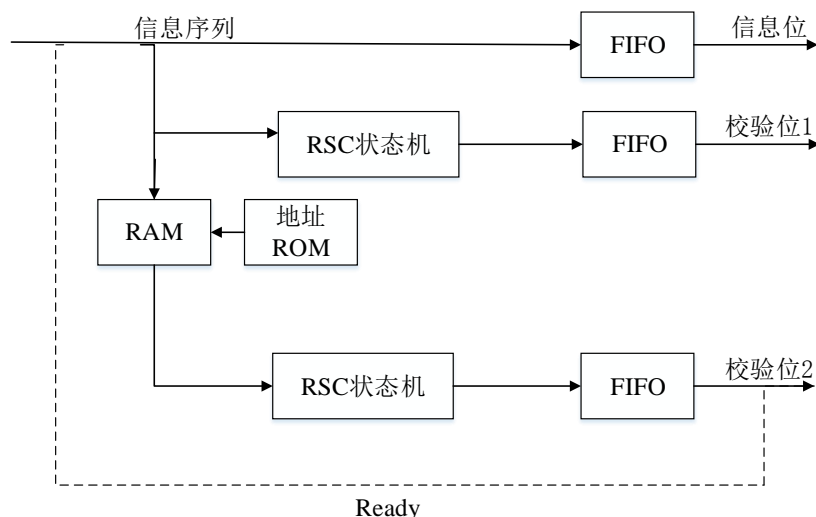 信息序列
FIFO
信息位
RSC状态机
FIFO
校验位1
RAM
地址
ROM
RSC状态机
FIFO
校验位2
Ready